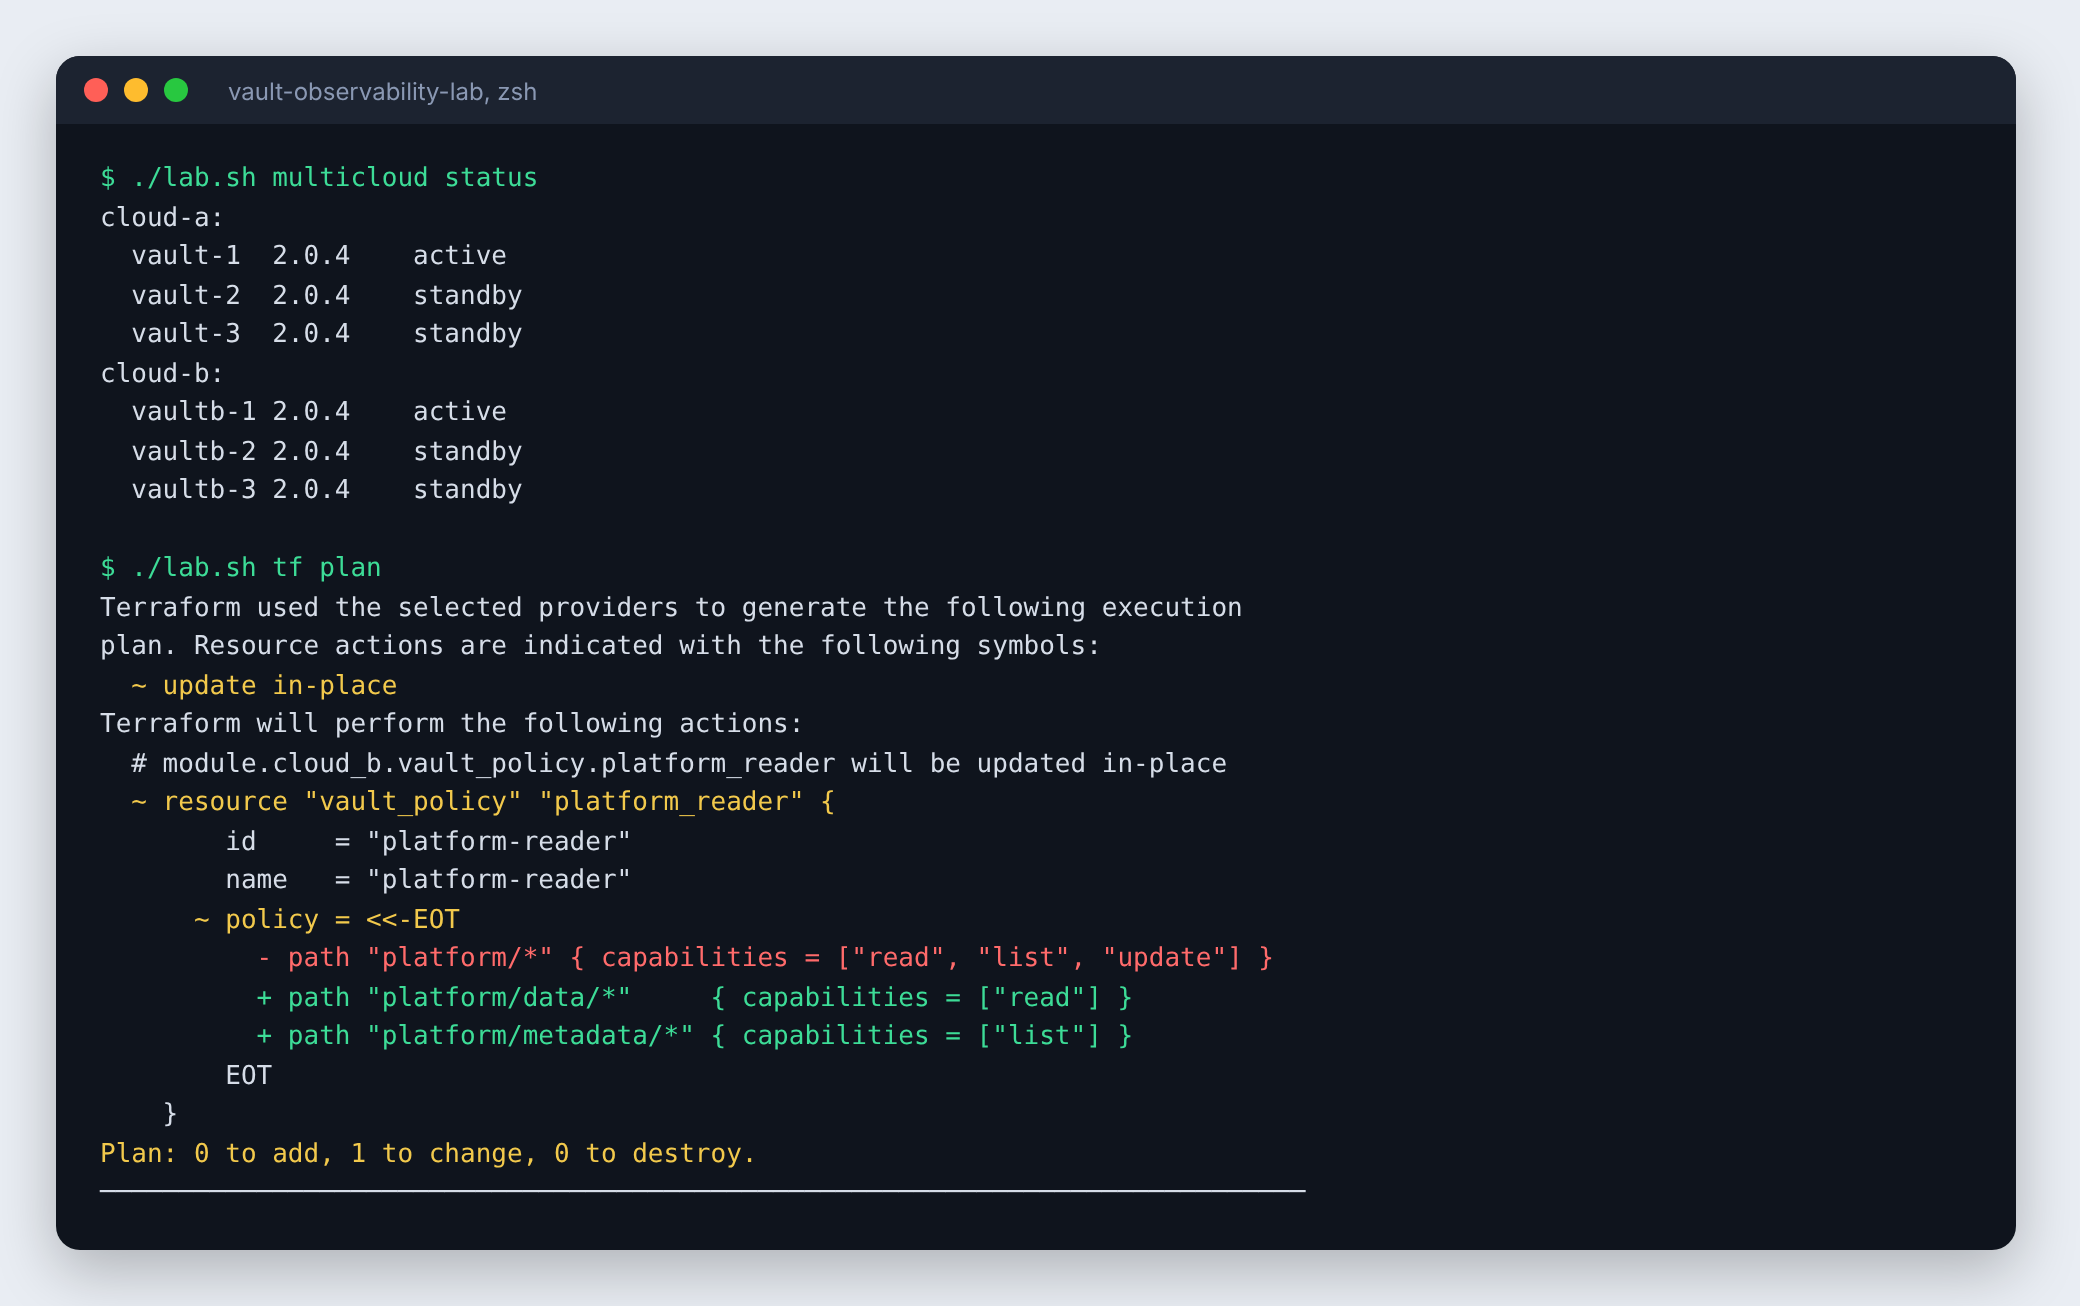 vault-observability-lab, zsh
$ ./lab.sh multicloud status
cloud-a:
  vault-1  2.0.4    active
  vault-2  2.0.4    standby
  vault-3  2.0.4    standby
cloud-b:
  vaultb-1 2.0.4    active
  vaultb-2 2.0.4    standby
  vaultb-3 2.0.4    standby

$ ./lab.sh tf plan
Terraform used the selected providers to generate the following execution
plan. Resource actions are indicated with the following symbols:
  ~ update in-place
Terraform will perform the following actions:
  # module.cloud_b.vault_policy.platform_reader will be updated in-place
  ~ resource "vault_policy" "platform_reader" {
        id     = "platform-reader"
        name   = "platform-reader"
      ~ policy = <<-EOT
          - path "platform/*" { capabilities = ["read", "list", "update"] }
          + path "platform/data/*"     { capabilities = ["read"] }
          + path "platform/metadata/*" { capabilities = ["list"] }
        EOT
    }
Plan: 0 to add, 1 to change, 0 to destroy.